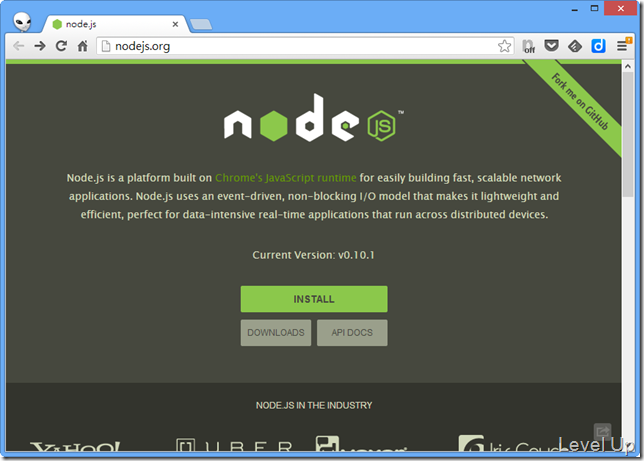 node.js
nodejs.org
off
Fork me on GitHub
node JS ™
Node.js is a platform built on Chrome's JavaScript runtime for easily building fast, scalable network
applications. Node.js uses an event-driven, non-blocking I/O model that makes it lightweight and
efficient, perfect for data-intensive real-time applications that run across distributed devices.
Current Version: v0.10.1
INSTALL
DOWNLOADS API DOCS
NODE.JS IN THE INDUSTRY
YAHOO! UBER
Level Up